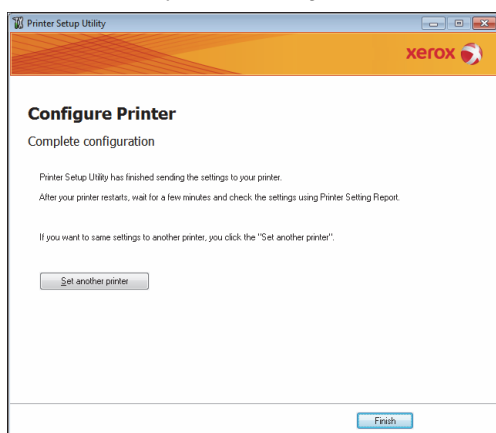 Printer Setup Utility
xerox
Configure Printer
Complete configuration
Printer Setup Utility has finished sending the settings to your printer.
After your printer restarts, wait for a few minutes and check the settings using Printer Setting Report.
If you want to same settings to another printer, you click the "Set another printer".
Set another printer
Finish